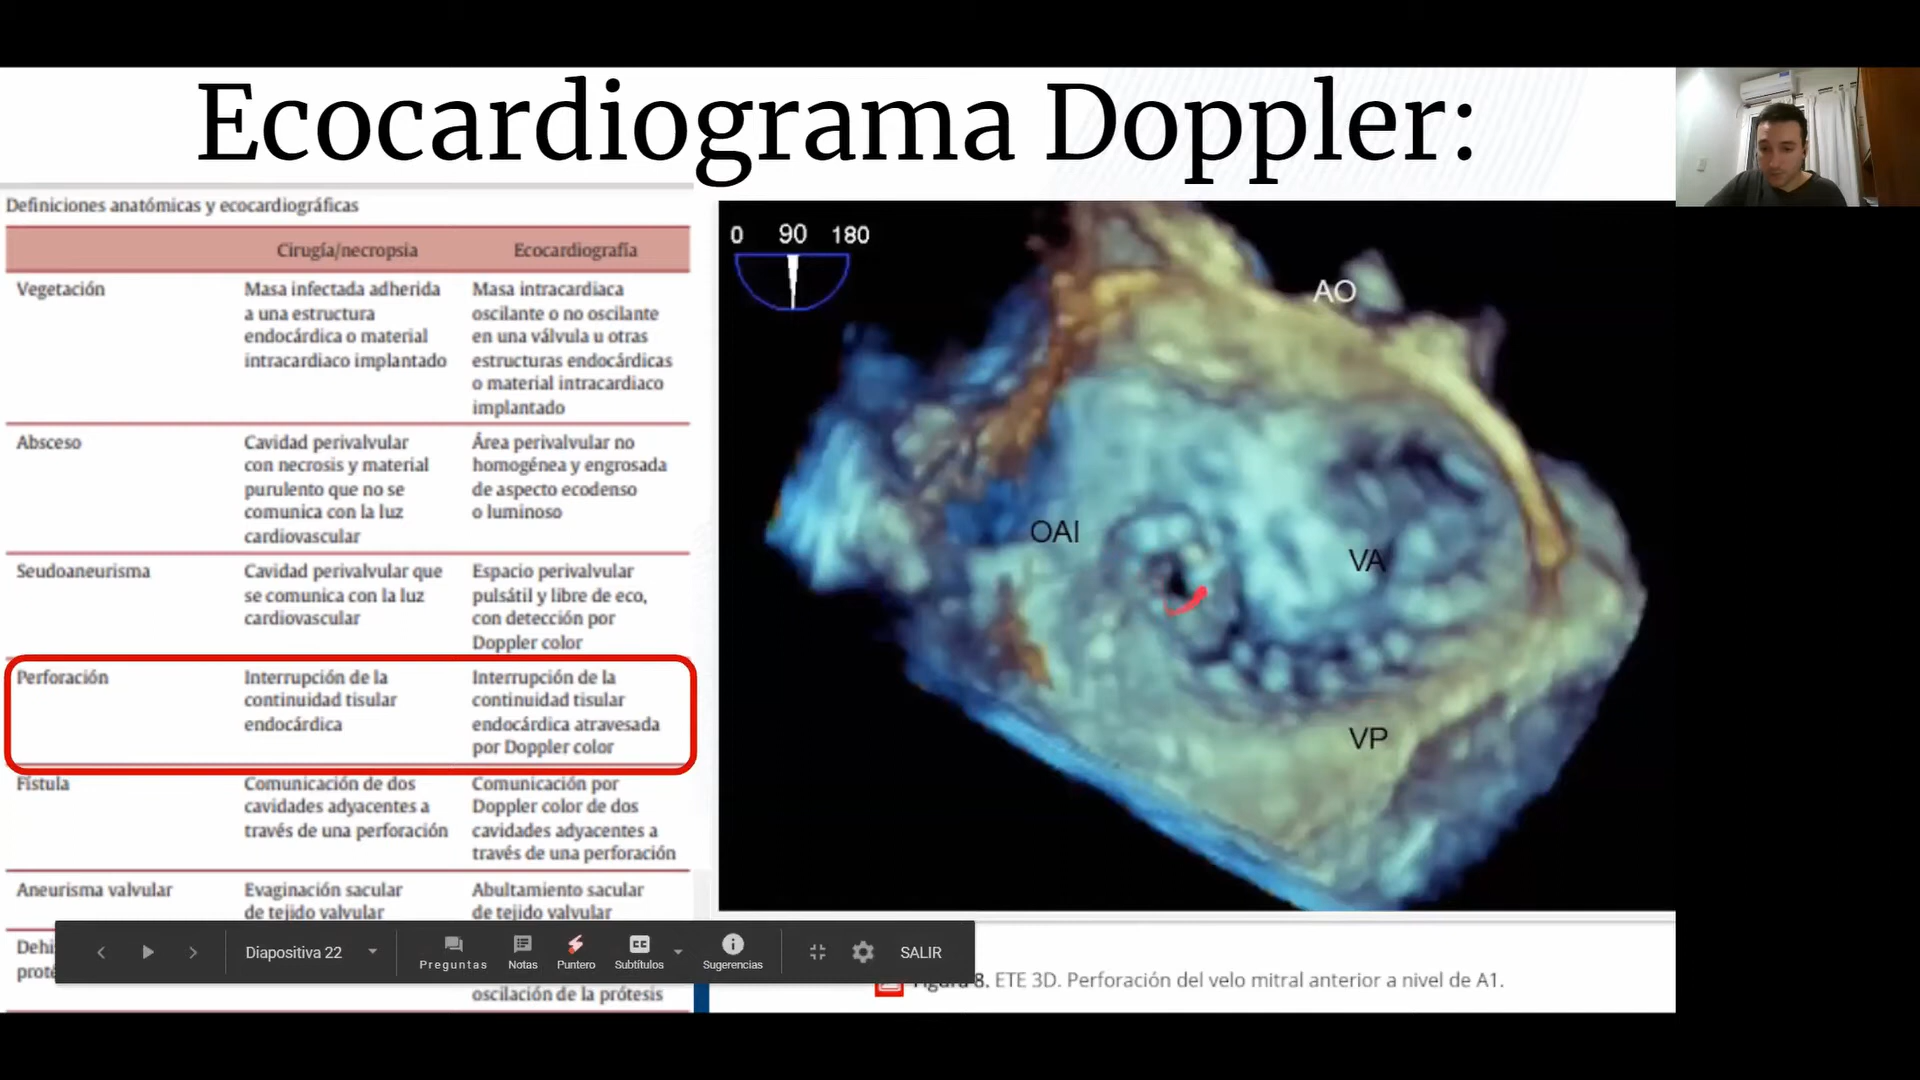 Ecocardiograma Doppler:
Definiciones anatómicas y ecocardiográficas
Cirugía/necropsia Ecocardiografía
Vegetación
Masa infectada adherida
a una estructura
endocárdica o material
intracardiaco implantado
Masa intracardiaca
oscilante o no oscilante
en una válvula u otras
estructuras endocárdicas
o material intracardiaco
implantado
Absceso
Cavidad perivalvular
con necrosis y material
purulento que no se
comunica con la luz
cardiovascular
Área perivalvular no
homogénea y engrosada
de aspecto ecodenso
o luminoso
Seudoaneurisma
Cavidad perivalvular que
se comunica con la luz
cardiovascular
Espacio perivalvular
pulsátil y libre de eco,
con detección por
Doppler color
Perforación
Interrupción de la
continuidad tisular
endocárdica
Interrupción de la
continuidad tisular
endocárdica atravesada
por Doppler color
Fístula
Comunicación de dos
cavidades adyacentes a
través de una perforación
Comunicación por
Doppler color de dos
cavidades adyacentes a
través de una perforación
Aneurisma valvular
Evaginación sacular
de tejido valvular
Abultamiento sacular
de tejido valvular
Dehi
proté
oscilación de la prótesis
0 90 180
AO
OAI
VA
VP
Diapositiva 22
Preguntas
Notas
Puntero
CC
Subtítulos
Sugerencias
SALIR
Figura 8. ETE 3D. Perforación del velo mitral anterior a nivel de A1.